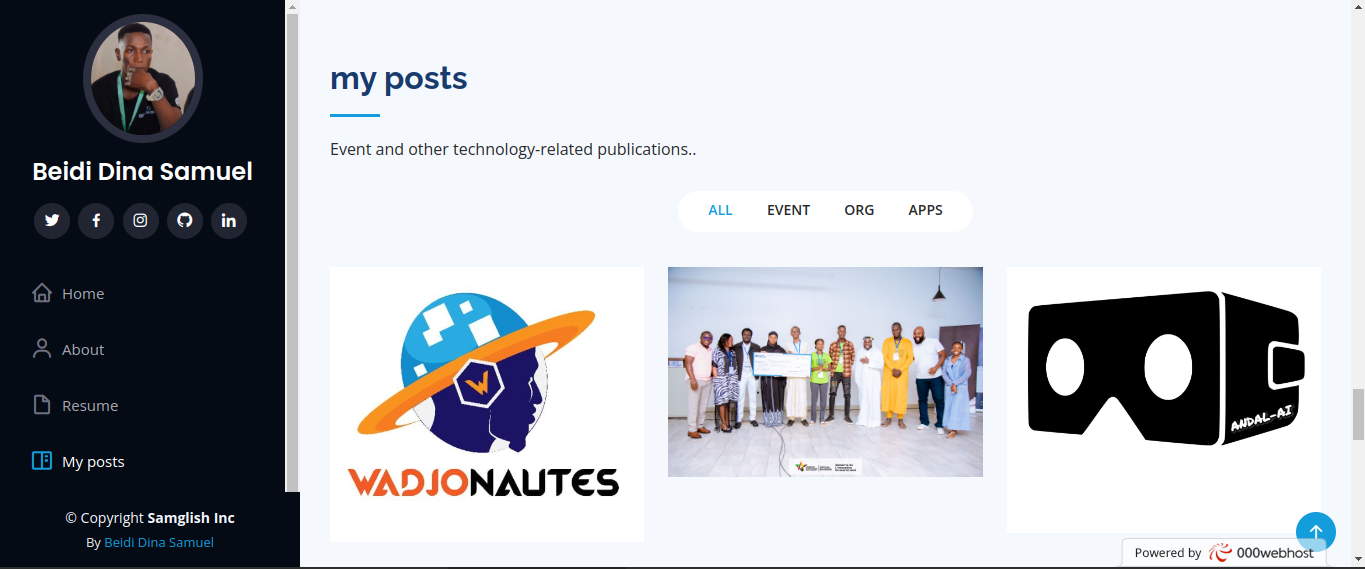 Beidi Dina Samuel
Home
About
Resume
My posts
© Copyright Samglish Inc
By Beidi Dina Samuel
my posts
Event and other technology-related publications..
ALL EVENT ORG APPS
W
WADJONAUTES
ANDAL-AI
Powered by 000webhost